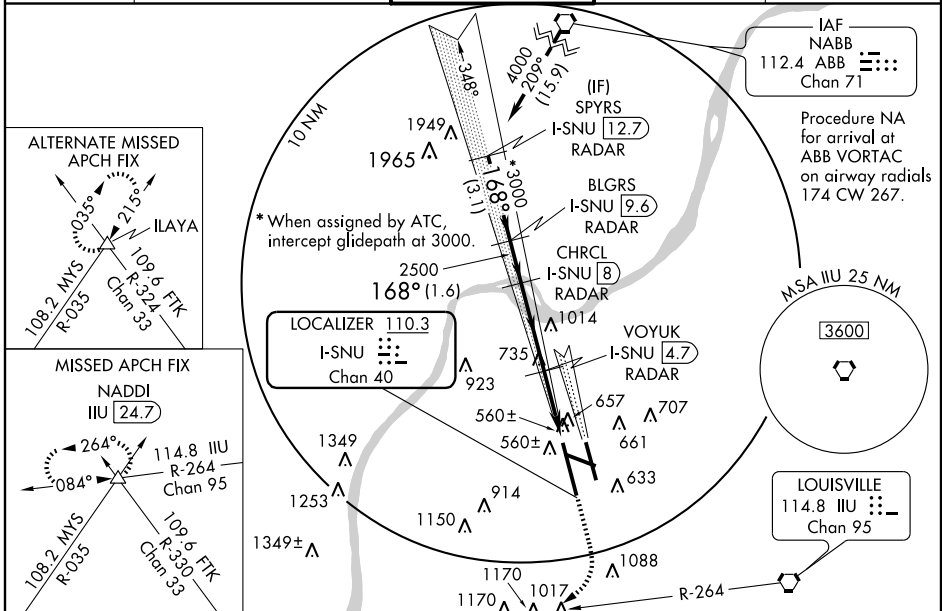 IAF
NABB
112.4 ABB
Chan 71
Procedure NA
for arrival at
ABB VORTAC
on airway radials
174 CW 267.
4000
209°
(15.9)
348°
10 NM
(IF)
SPYRS
I-SNU 12.7
RADAR
1949
1965
168°
(3.1)
*3000
BLGRS
I-SNU 9.6
RADAR
* When assigned by ATC,
intercept glidepath at 3000.
2500
168° (1.6)
CHRCL
I-SNU 8
RADAR
1014
LOCALIZER 110.3
I-SNU
Chan 40
735
923
VOYUK
I-SNU 4.7
RADAR
560±
657
707
560±
661
633
1349
1253
914
1150
1349±
1088
1170
1017
1170
R-264
ALTERNATE MISSED
APCH FIX
035°
215°
ILAYA
108.2 MYS
R-035
109.6 FTK
R-324
Chan 33
MISSED APCH FIX
NADDI
IIU 24.7
264°
084°
114.8 IIU
R-264
Chan 95
108.2 MYS
R-035
109.6 FTK
R-330
Chan 33
MSA IIU 25 NM
3600
LOUISVILLE
114.8 IIU
Chan 95